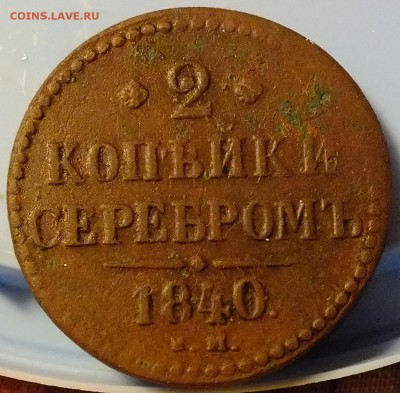 COINS.LAVE.RU
2
КОПѢЙКИ
СЕРЕБРОМЪ
1840.